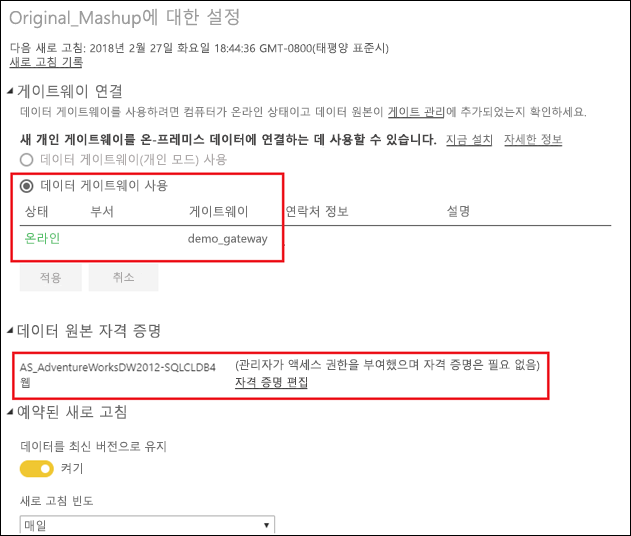 Original_Mashup에 대한 설정
다음 새로 고침: 2018년 2월 27일 화요일 18:44:36 GMT-0800(태평양 표준시)
새로 고침 기록
게이트웨이 연결
데이터 게이트웨이를 사용하려면 컴퓨터가 온라인 상태이고 데이터 원본이 게이트 관리에 추가되었는지 확인하세요.
새 개인 게이트웨이를 온-프레미스 데이터에 연결하는 데 사용할 수 있습니다. 지금 설치 자세한 정보
데이터 게이트웨이(개인 모드) 사용
데이터 게이트웨이 사용
상태 부서 게이트웨이 연락처 정보 설명
온라인 demo_gateway
적용 취소
데이터 원본 자격 증명
AS_AdventureWorksDW2012-SQLCLDB4 (관리자가 액세스 권한을 부여했으며 자격 증명은 필요 없음)
웹 자격 증명 편집
예약된 새로 고침
데이터를 최신 버전으로 유지
켜기
새로 고침 빈도
매일